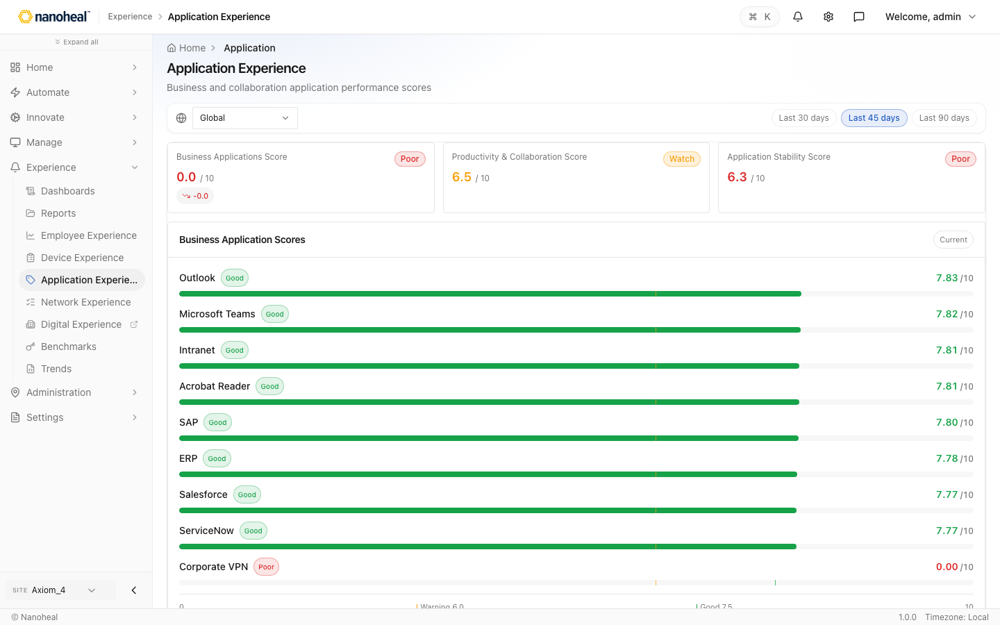 nanoheal™
Experience > Application Experience
⌘ K
Welcome, admin
Expand all
Home
Automate
Innovate
Manage
Experience
Dashboards
Reports
Employee Experience
Device Experience
Application Experie...
Network Experience
Digital Experience
Benchmarks
Trends
Administration
Settings
SITE Axiom_4
Home > Application
Application Experience
Business and collaboration application performance scores
Global
Last 30 days
Last 45 days
Last 90 days
Business Applications Score
Poor
0.0 / 10
-0.0
Productivity & Collaboration Score
Watch
6.5 / 10
Application Stability Score
Poor
6.3 / 10
Business Application Scores
Current
Outlook Good 7.83 /10
Microsoft Teams Good 7.82 /10
Intranet Good 7.81 /10
Acrobat Reader Good 7.81 /10
SAP Good 7.80 /10
ERP Good 7.78 /10
Salesforce Good 7.77 /10
ServiceNow Good 7.77 /10
Corporate VPN Poor 0.00 /10
0 Warning 6.0 Good 7.5 10
© Nanoheal
1.0.0 Timezone: Local